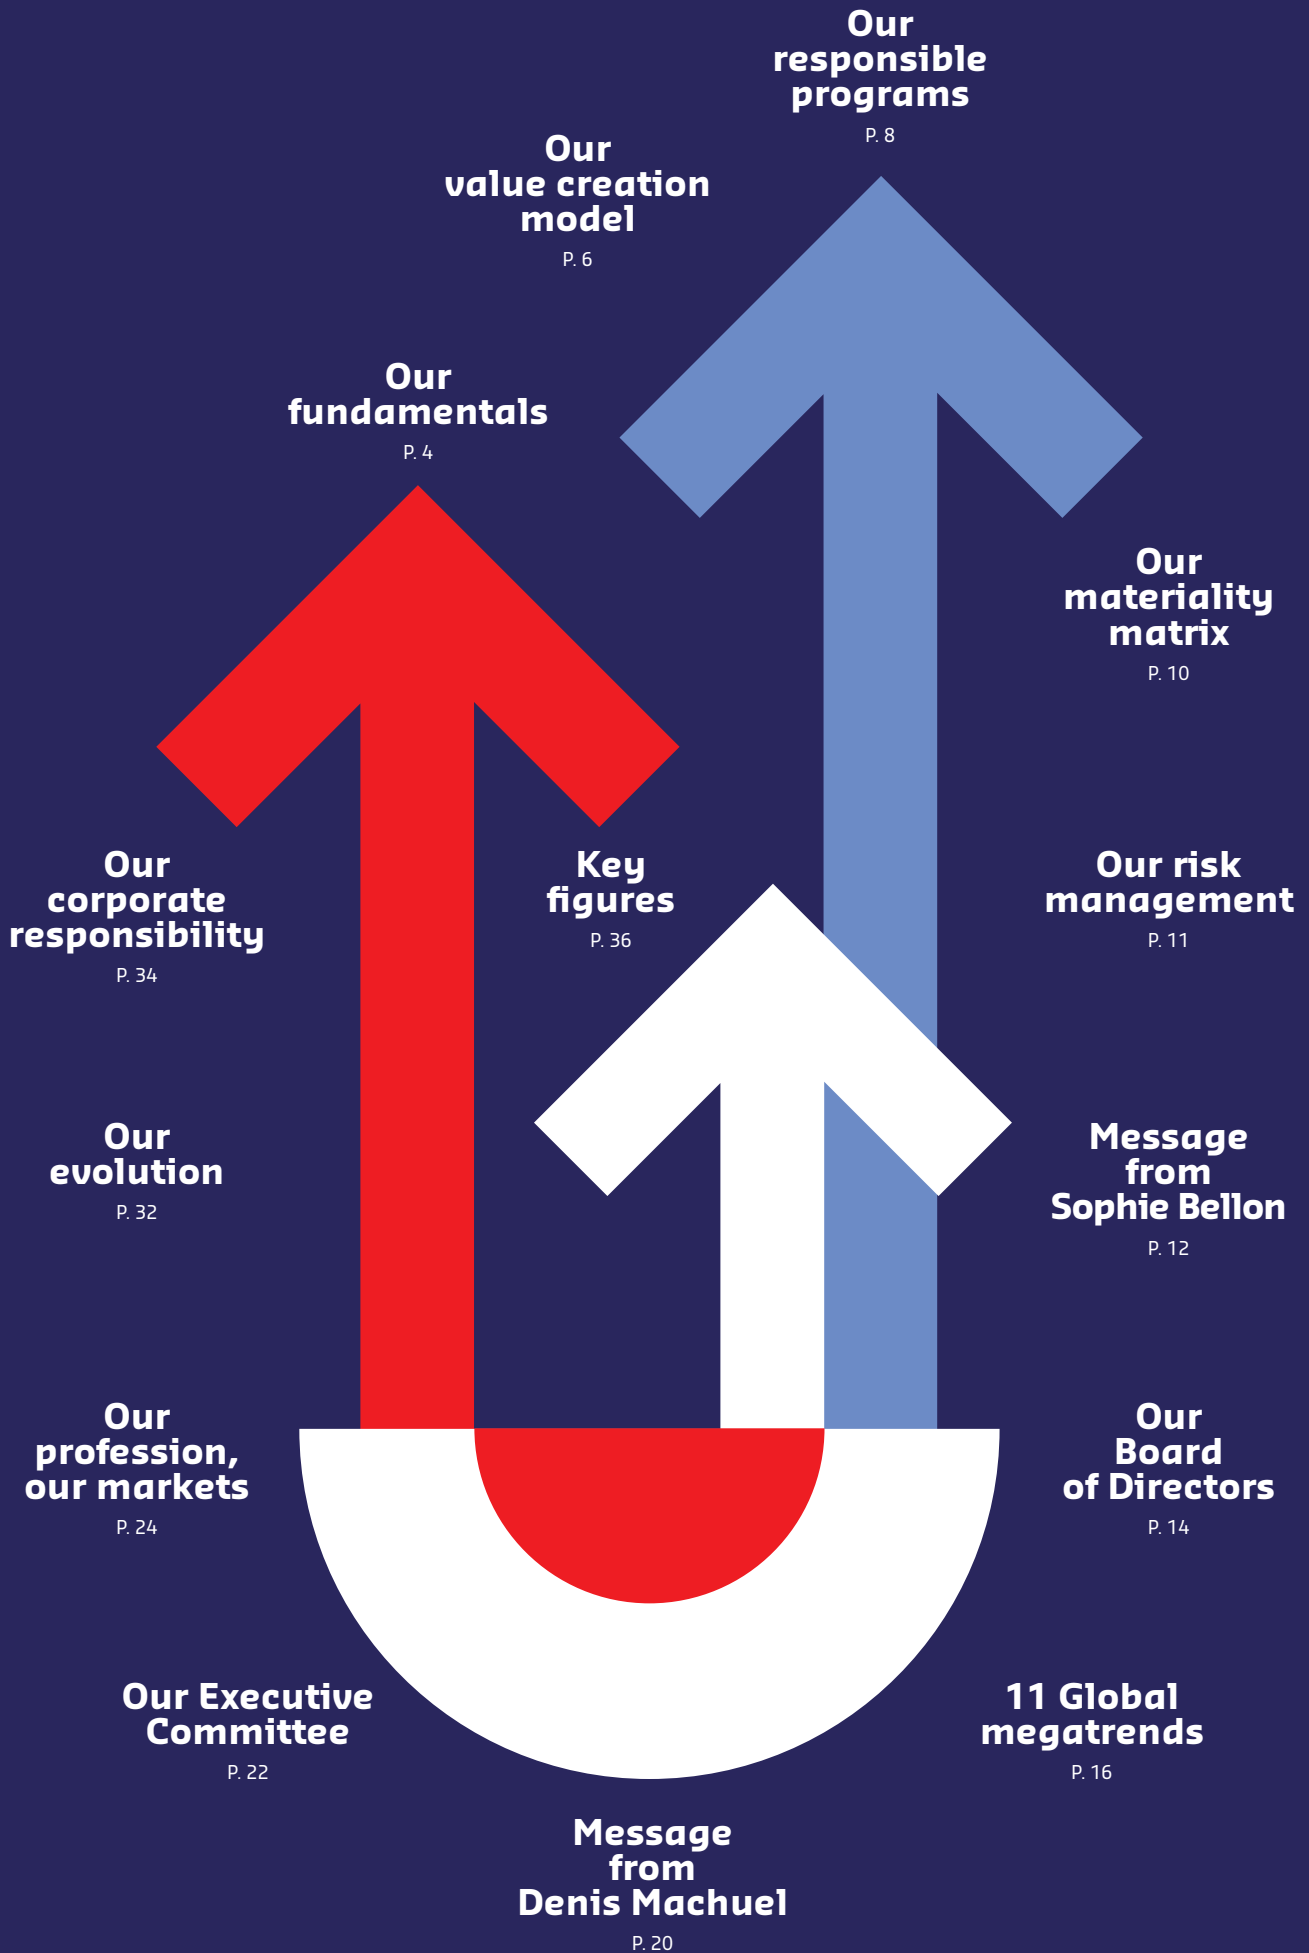 Our
responsible
programs
P. 8
Our
value creation
model
P. 6
Our
fundamentals
P. 4
Our
materiality
matrix
P. 10
Our
corporate
responsibility
P. 34
Key
figures
P. 36
Our risk
management
P. 11
Our
evolution
P. 32
Message
from
Sophie Bellon
P. 12
Our
profession,
our markets
P. 24
Our
Board
of Directors
P. 14
Our Executive
Committee
P. 22
11 Global
megatrends
P. 16
Message
from
Denis Machuel
P. 20